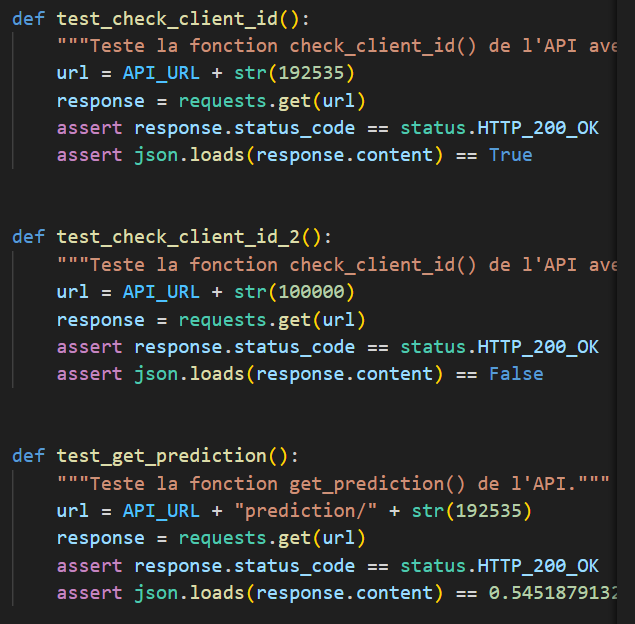 def test_check_client_id():
    """Teste la fonction check_client_id() de l'API ave
    url = API_URL + str(192535)
    response = requests.get(url)
    assert response.status_code == status.HTTP_200_OK
    assert json.loads(response.content) == True
def test_check_client_id_2():
    """Teste la fonction check_client_id() de l'API ave
    url = API_URL + str(100000)
    response = requests.get(url)
    assert response.status_code == status.HTTP_200_OK
    assert json.loads(response.content) == False
def test_get_prediction():
    """Teste la fonction get_prediction() de l'API."""
    url = API_URL + "prediction/" + str(192535)
    response = requests.get(url)
    assert response.status_code == status.HTTP_200_OK
    assert json.loads(response.content) == 0.5451879132